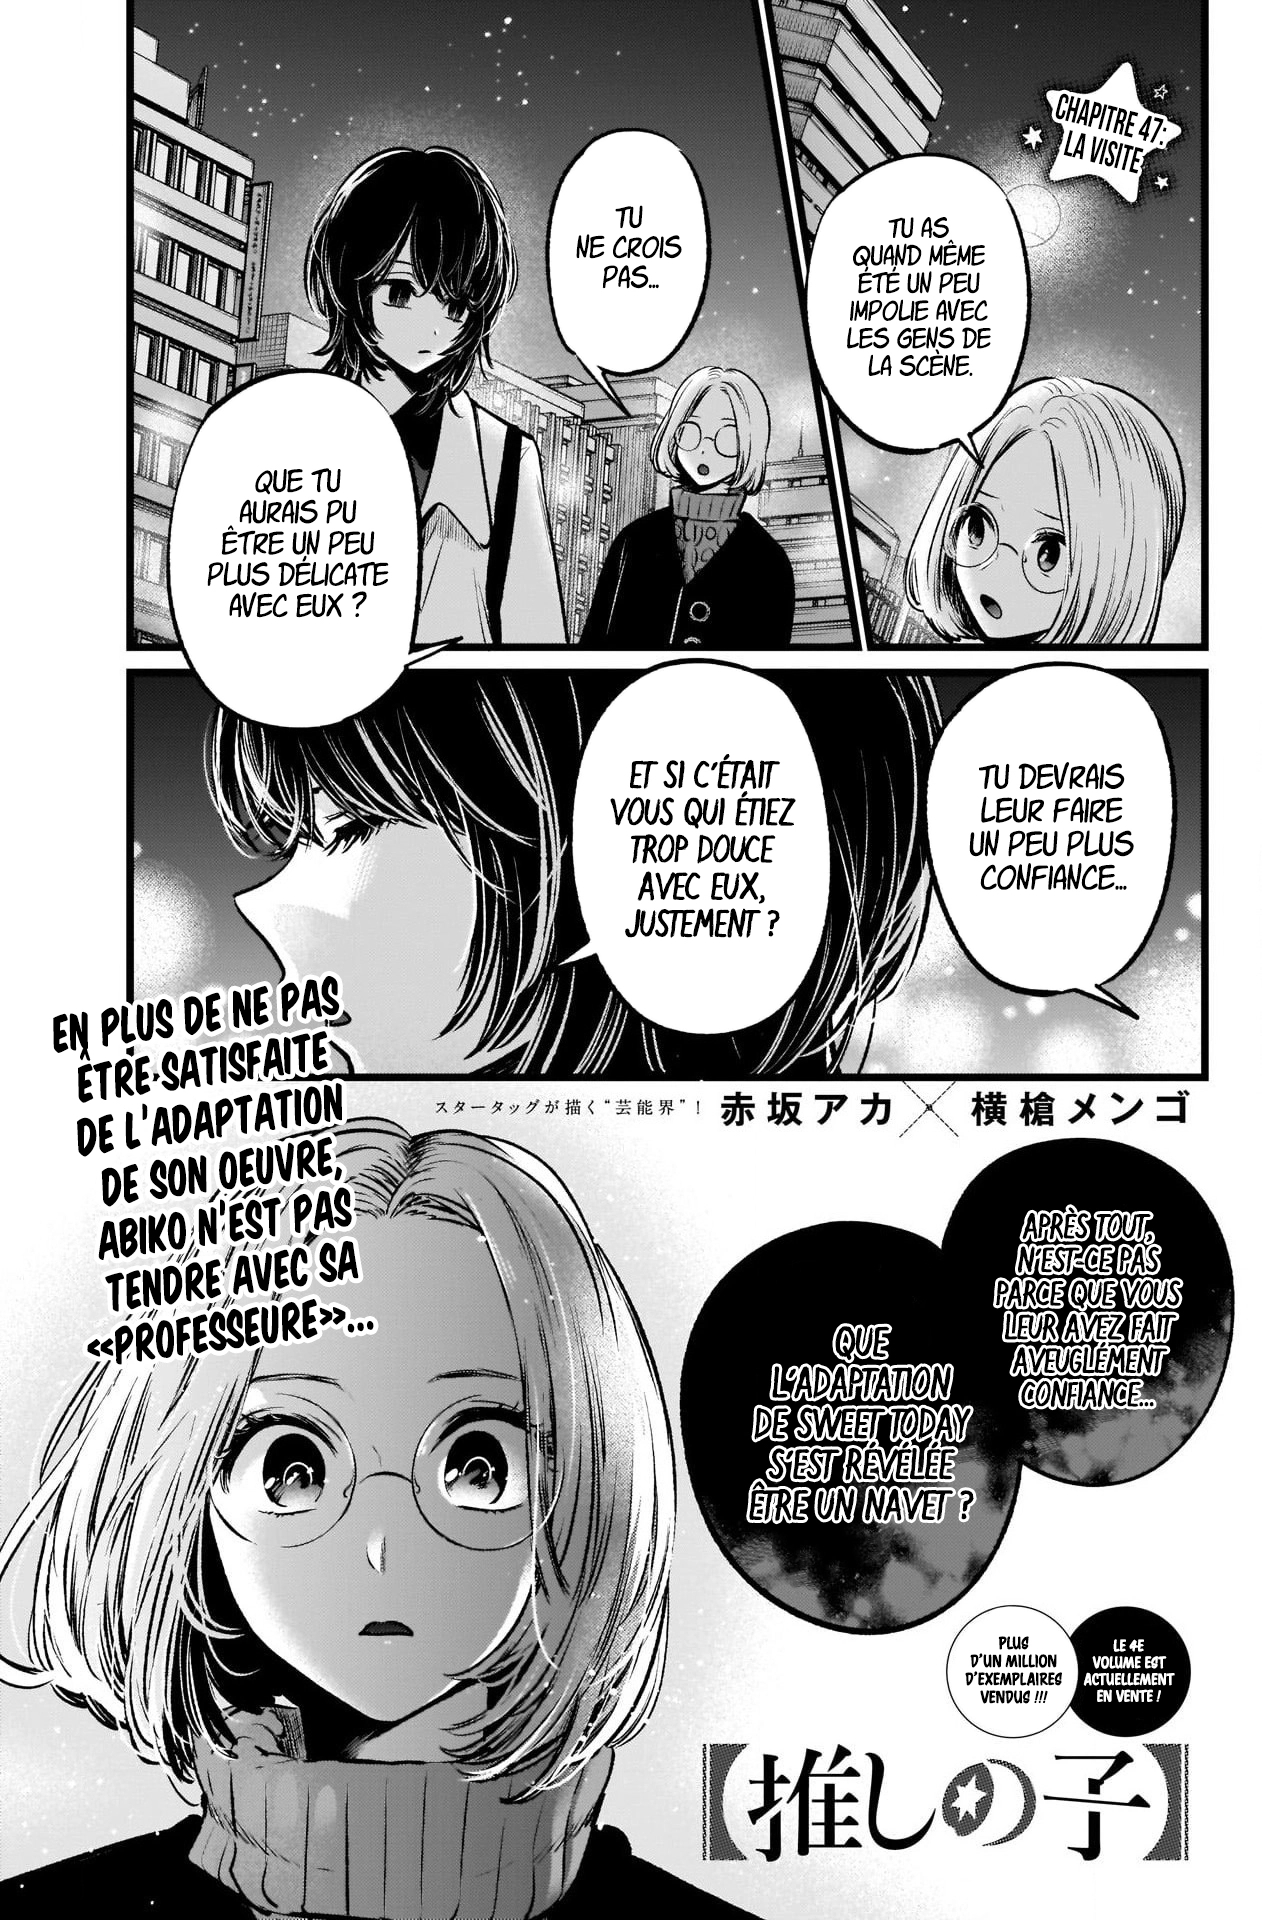 CHAPITRE 47:
LA VISITE
TU AS
QUAND MÊME
ÉTÉ UN PEU
IMPOLIE AVEC
LES GENS DE
LA SCÈNE.
TU
NE CROIS
PAS...
QUE TU
AURAIS PU
ÊTRE UN PEU
PLUS DÉLICATE
AVEC EUX ?
TU DEVRAIS
LEUR FAIRE
UN PEU PLUS
CONFIANCE...
ET SI C'ÉTAIT
VOUS QUI ÉTIEZ
TROP DOUCE
AVEC EUX,
JUSTEMENT ?
EN PLUS DE NE PAS
ÊTRE SATISFAITE
DE L'ADAPTATION
DE SON OEUVRE,
ABIKO N'EST PAS
TENDRE AVEC SA
<<PROFESSEURE>>...
スタータッグが描く“芸能界”! 赤坂アカ × 横槍メンゴ
APRÈS TOUT,
N'EST-CE PAS
PARCE QUE VOUS
LEUR AVEZ FAIT
AVEUGLÉMENT
CONFIANCE...
QUE
L'ADAPTATION
DE SWEET TODAY
S'EST RÉVÉLÉE
ÊTRE UN NAVET ?
PLUS
D'UN MILLION
D'EXEMPLAIRES
VENDUS !!!
LE 4E
VOLUME EST
ACTUELLEMENT
EN VENTE !
【推しの子】